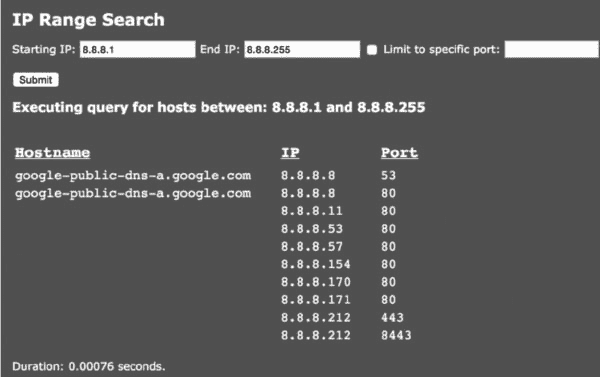 IP Range Search
Starting IP: 8.8.8.1 End IP: 8.8.8.255 Limit to specific port:
Submit
Executing query for hosts between: 8.8.8.1 and 8.8.8.255
Hostname IP Port
google-public-dns-a.google.com 8.8.8.8 53
google-public-dns-a.google.com 8.8.8.8 80
8.8.8.11 80
8.8.8.53 80
8.8.8.57 80
8.8.8.154 80
8.8.8.170 80
8.8.8.171 80
8.8.8.212 443
8.8.8.212 8443
Duration: 0.00076 seconds.